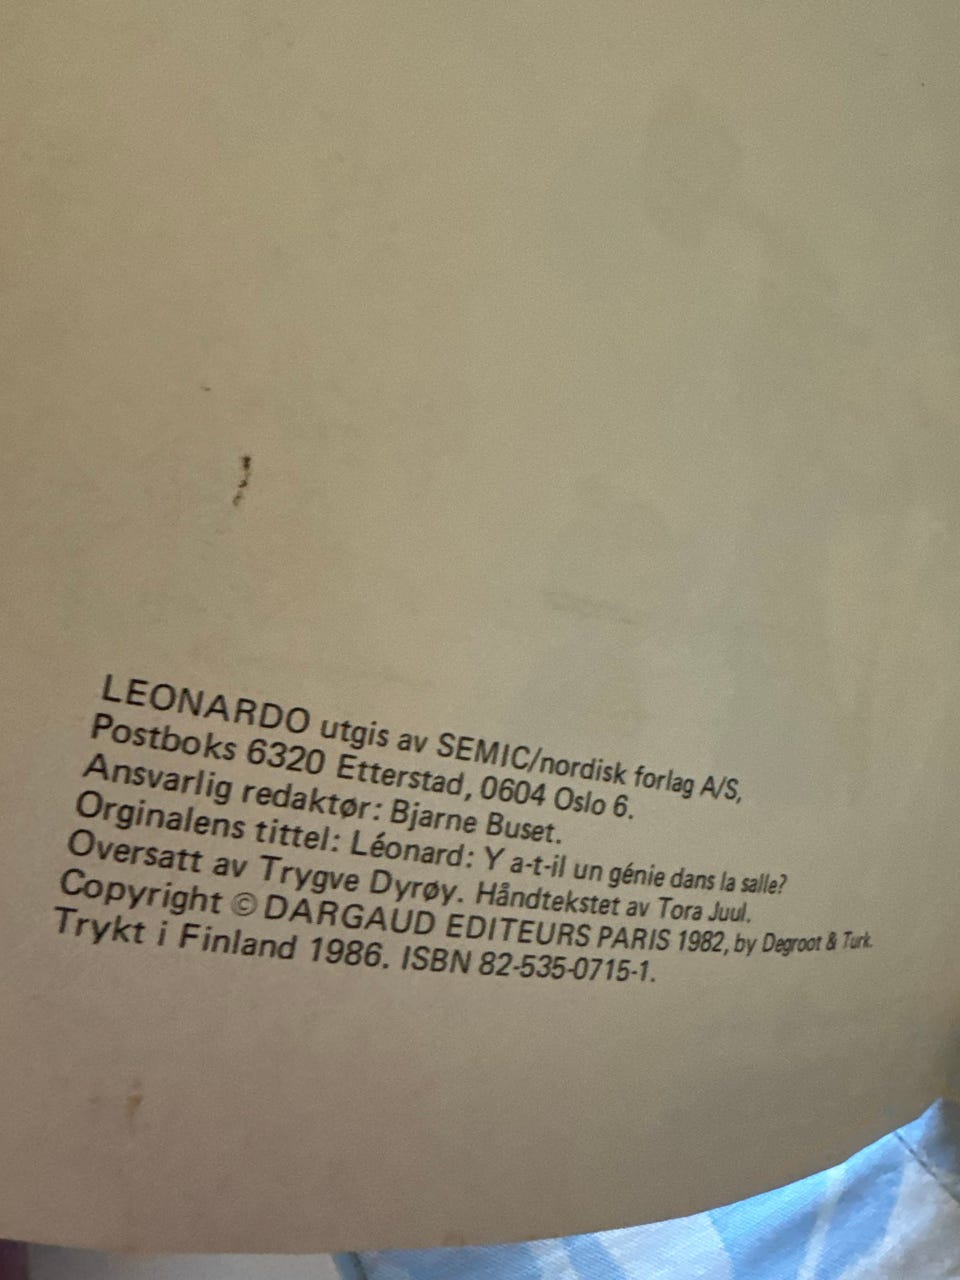 LEONARDO utgis av SEMIC/nordisk forlag A/S,
Postboks 6320 Etterstad, 0604 Oslo 6.
Ansvarlig redaktør: Bjarne Buset.
Orginalens tittel: Léonard: Y a-t-il un génie dans la salle?
Oversatt av Trygve Dyrøy. Håndtekstet av Tora Juul.
Copyright © DARGAUD EDITEURS PARIS 1982, by Degroot & Turk.
Trykt i Finland 1986. ISBN 82-535-0715-1.